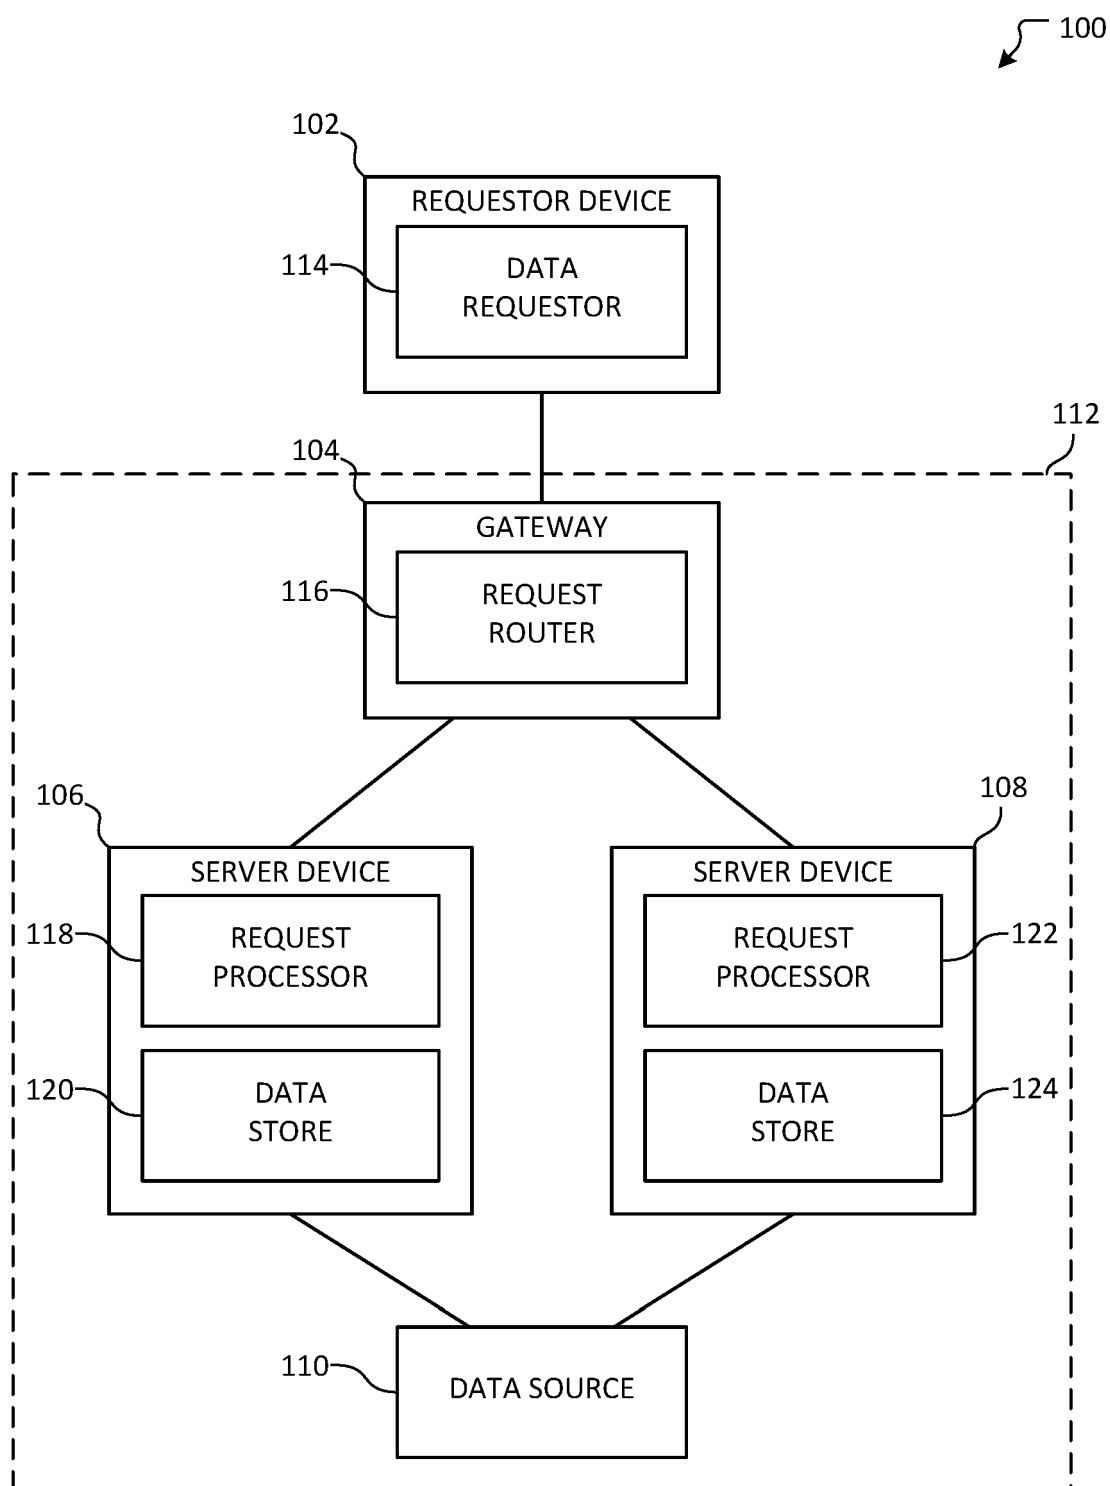 100
102
REQUESTOR DEVICE
114
DATA
REQUESTOR
112
104
GATEWAY
116
REQUEST
ROUTER
106
108
SERVER DEVICE
SERVER DEVICE
118
REQUEST
PROCESSOR
REQUEST
PROCESSOR
122
120
DATA
STORE
DATA
STORE
124
110
DATA SOURCE